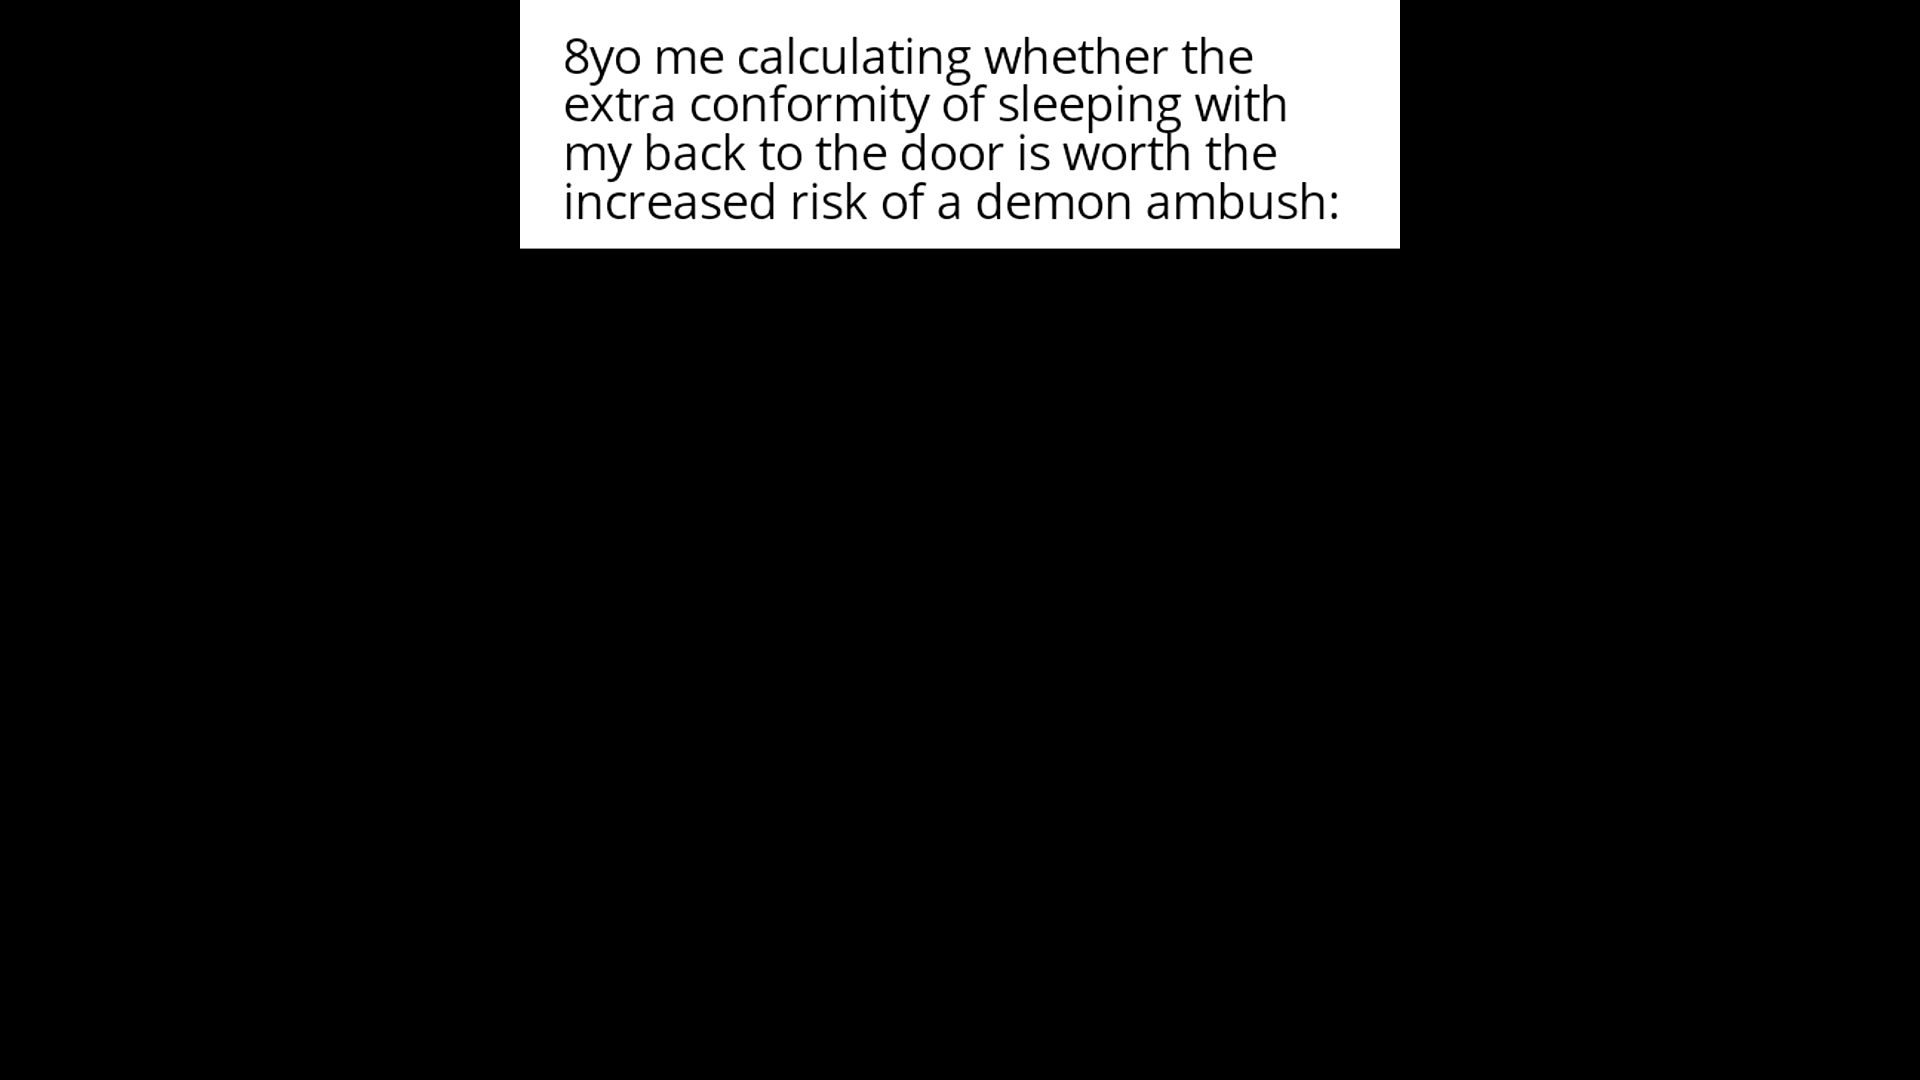 8yo me calculating whether the
extra conformity of sleeping with
my back to the door is worth the
increased risk of a demon ambush: